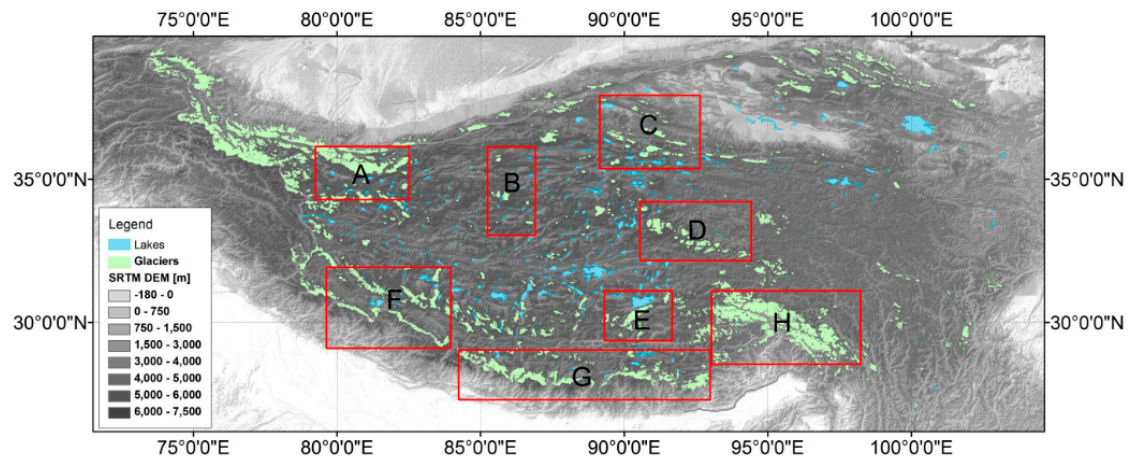 75°0'0"E 80°0'0"E 85°0'0"E 90°0'0"E 95°0'0"E 100°0'0"E
C
35°0'0"N A B 35°0'0"N
D
Legend
Lakes
Glaciers
SRTM DEM [m]
-180 - 0
0 - 750
750 - 1,500
1,500 - 3,000
3,000 - 4,000
4,000 - 5,000
5,000 - 6,000
6,000 - 7,500
F
30°0'0"N E H 30°0'0"N
G
75°0'0"E 80°0'0"E 85°0'0"E 90°0'0"E 95°0'0"E 100°0'0"E